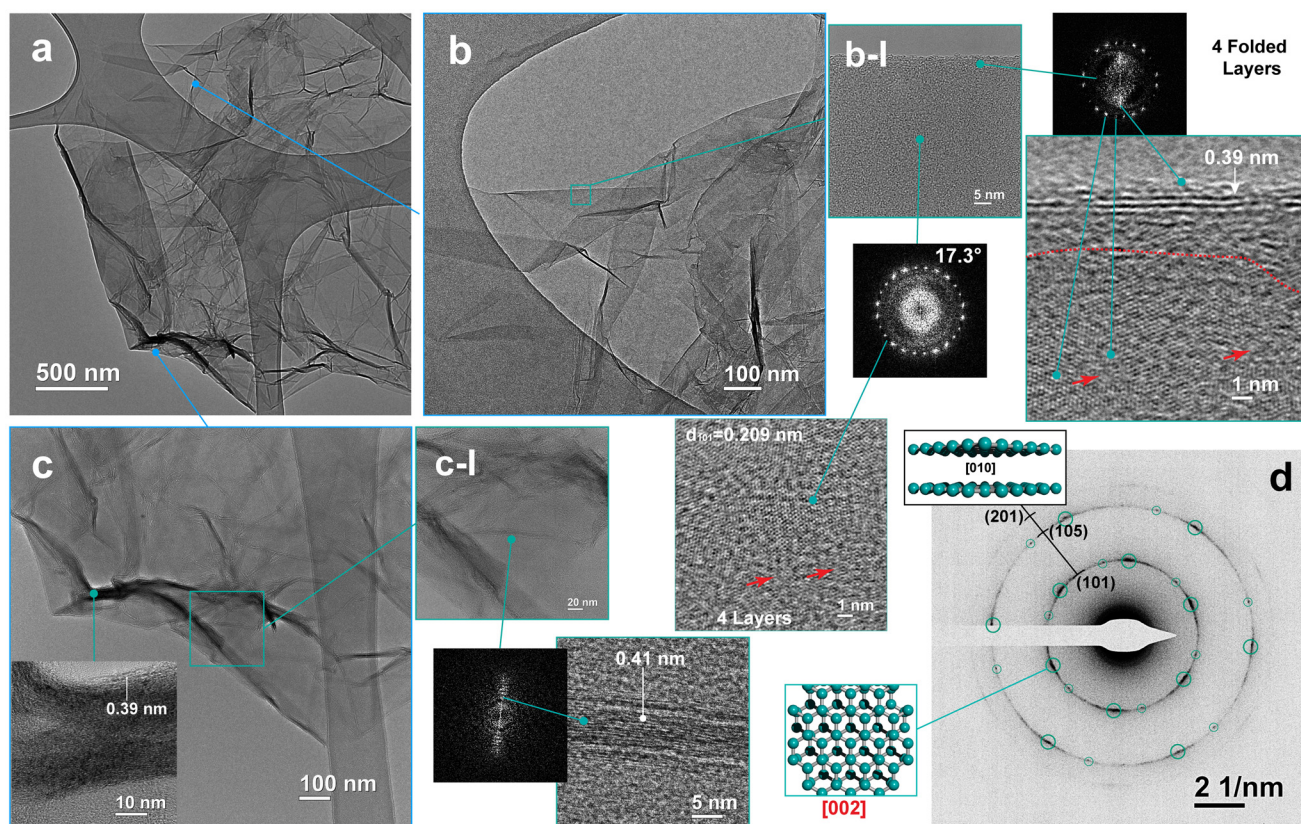 a
500 nm
b
100 nm
b-I
5 nm
4 Folded
Layers
0.39 nm
1 nm
17.3°
c
0.39 nm
10 nm
100 nm
c-I
20 nm
0.41 nm
5 nm
d₁₀₁=0.209 nm
4 Layers
1 nm
[010]
(201)
(105)
(101)
d
[002]
2 1/nm